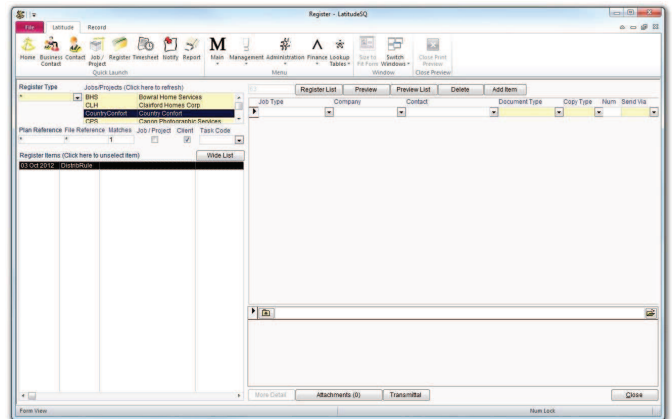 Register - LatitudeSQ
File Latitude Record
Home Business Contact Contact Job / Project Register Timesheet Notify Report Main Management Administration Finance Lookup Tables Size to Fit Form Switch Windows Close Print Preview
Quick Launch Menu Window Close Preview
Register Type Jobs/Projects (Click here to refresh) Register List Preview Preview List Delete Add Item
* BHS Bowral Home Services
CLH Clasford Homes Corp
CountryConfort Country Confort
CPS Canon Photographic Services
Job Type Company Contact Document Type Copy Type Num Send Via
Plan Reference File Reference Matches Job / Project Client Task Code
* * 1
Register Items (Click here to unselect item) Wide List
03 Oct 2012 DistribRule
More Detail Attachments (0) Transmittal Close
Form View Num Lock